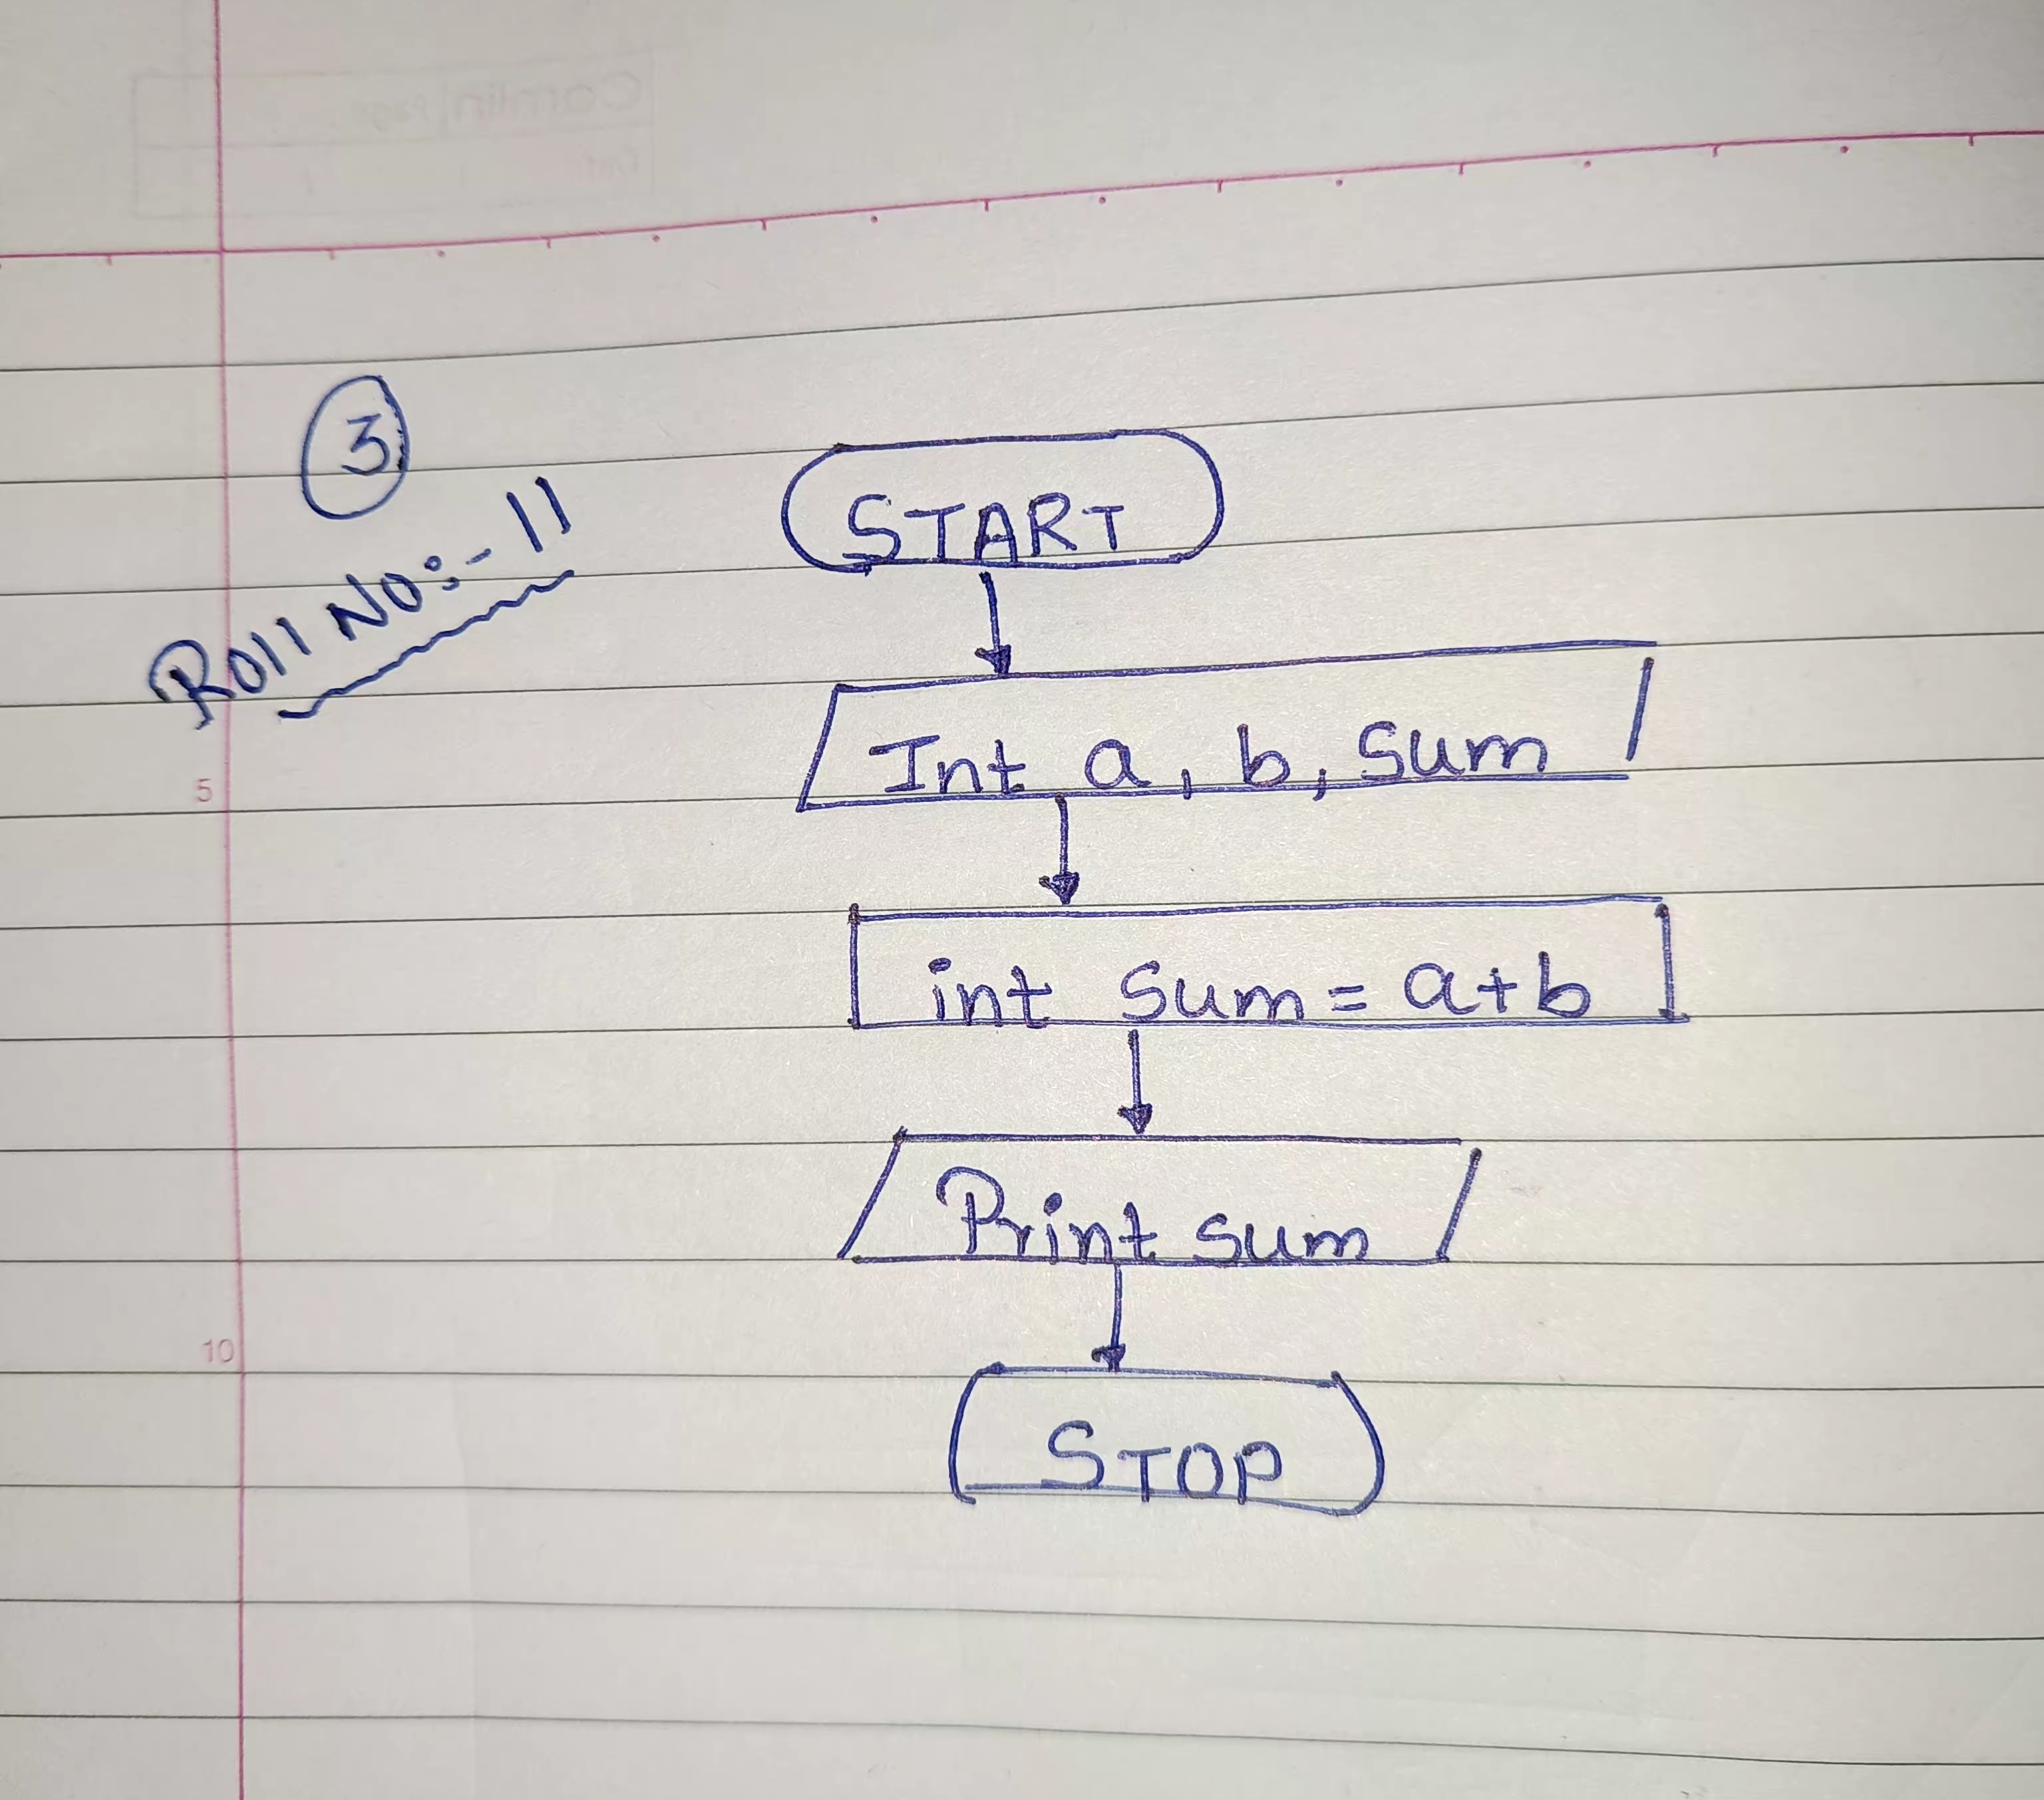 Camlin Page
Date
3
Roll No:- 11
START
Int a, b, sum
5
int sum = a+b
Print sum
10
STOP